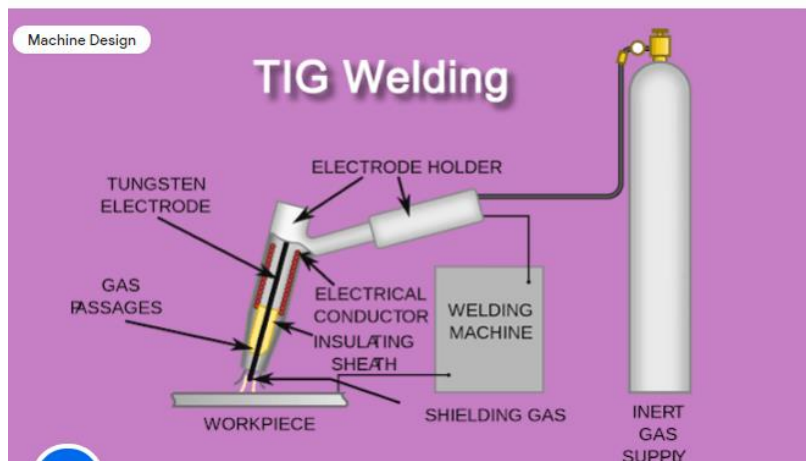 Machine Design
TIG Welding
ELECTRODE HOLDER
TUNGSTEN
ELECTRODE
GAS
PASSAGES
ELECTRICAL
CONDUCTOR
INSULATING
SHEATH
WELDING
MACHINE
WORKPIECE
SHIELDING GAS
INERT
GAS
SUPPLY